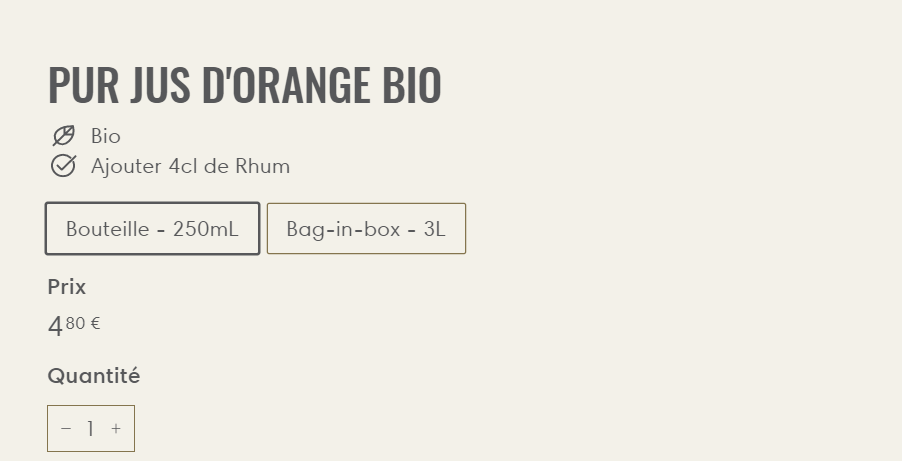 PUR JUS D'ORANGE BIO
Bio
Ajouter 4cl de Rhum
Bouteille - 250mL Bag-in-box - 3L
Prix
4 80 €
Quantité
− 1 +